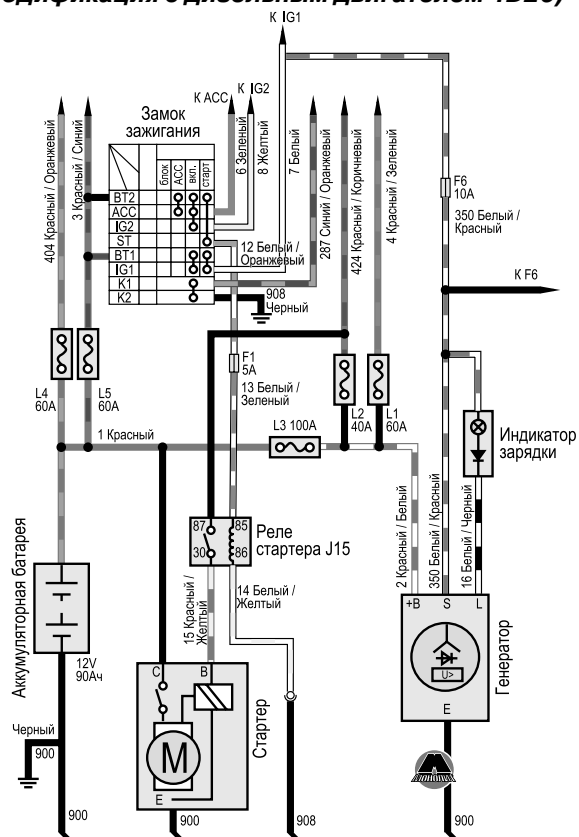 К IG1
К ACC
К IG2
Замок
зажигания
404 Красный / Оранжевый
3 Красный / Синий
6 Зеленый
8 Желтый
7 Белый
287 Синий / Оранжевый
424 Красный / Коричневый
4 Красный / Зеленый
блок
ACC
вкл.
старт
BT2
ACC
IG2
ST
BT1
IG1
K1
K2
12 Белый /
Оранжевый
908
Черный
F6
10A
350 Белый /
Красный
К F6
F1
5A
13 Белый /
Зеленый
L4
60A
L5
60A
L2
40A
L1
60A
1 Красный
L3 100A
Индикатор
зарядки
87
85
30
86
Реле
стартера J15
2 Красный / Белый
350 Белый / Красный
16 Белый / Черный
15 Красный /
Желтый
14 Белый /
Желтый
Аккумуляторная батарея
12V
90Ач
+B
S
L
U>
E
Генератор
C
B
M
E
Стартер
Черный
900
900
900
908
900